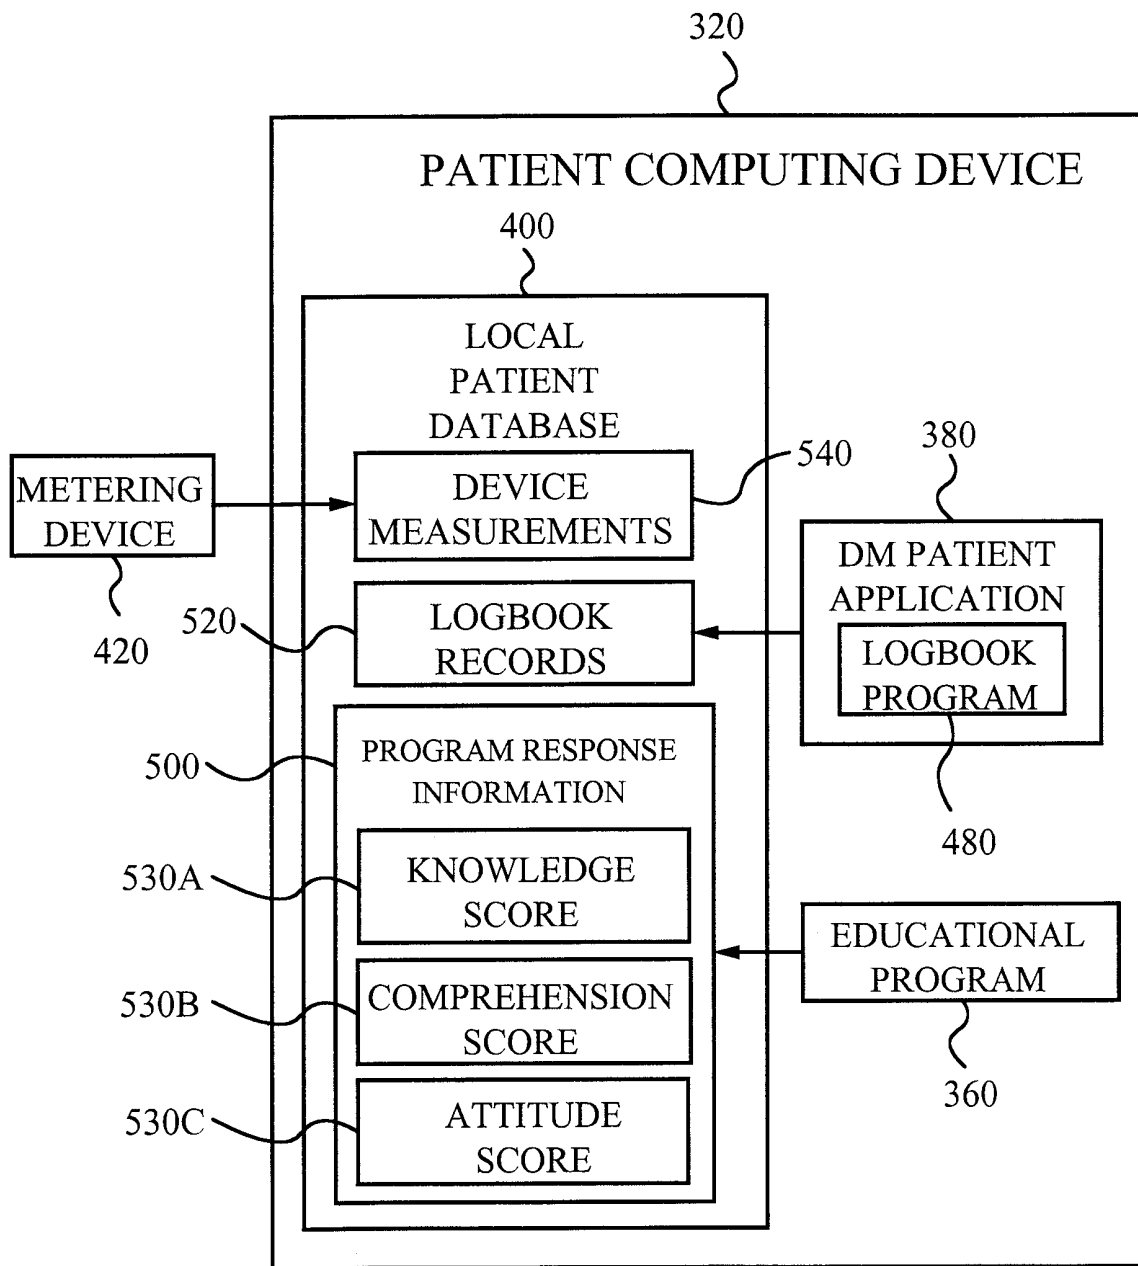 320
PATIENT COMPUTING DEVICE
400
LOCAL
PATIENT
DATABASE
540
DEVICE
MEASUREMENTS
METERING
DEVICE
420
380
DM PATIENT
APPLICATION
LOGBOOK
PROGRAM
480
520
LOGBOOK
RECORDS
500
PROGRAM RESPONSE
INFORMATION
530A
KNOWLEDGE
SCORE
530B
COMPREHENSION
SCORE
530C
ATTITUDE
SCORE
EDUCATIONAL
PROGRAM
360